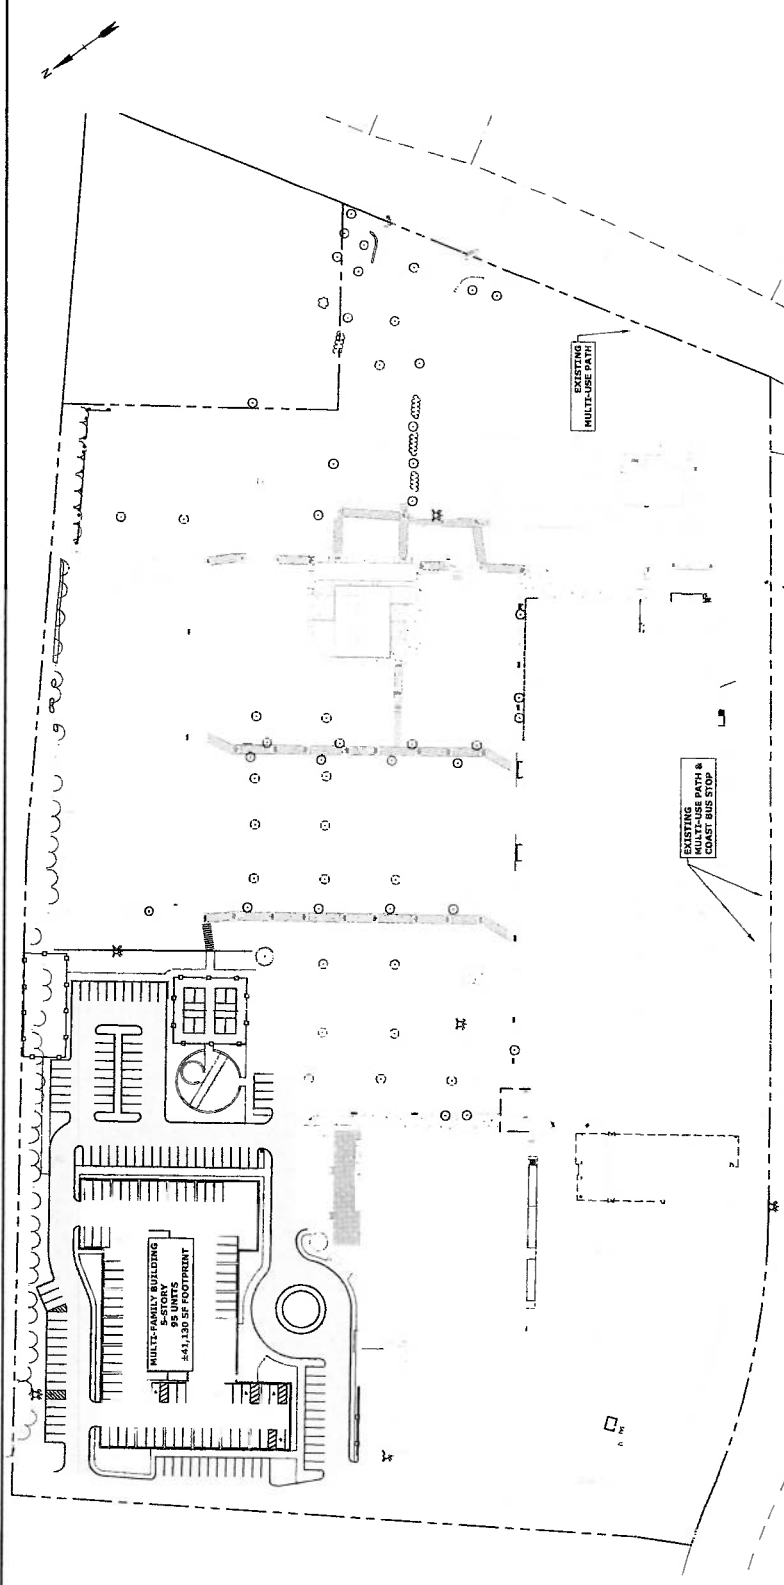 N
EXISTING
MULTI-USE PATH
EXISTING
MULTI-USE PATH &
COAST BUS STOP
MULTI-FAMILY BUILDING
5-STORY
95 UNITS
±41,130 SF FOOTPRINT